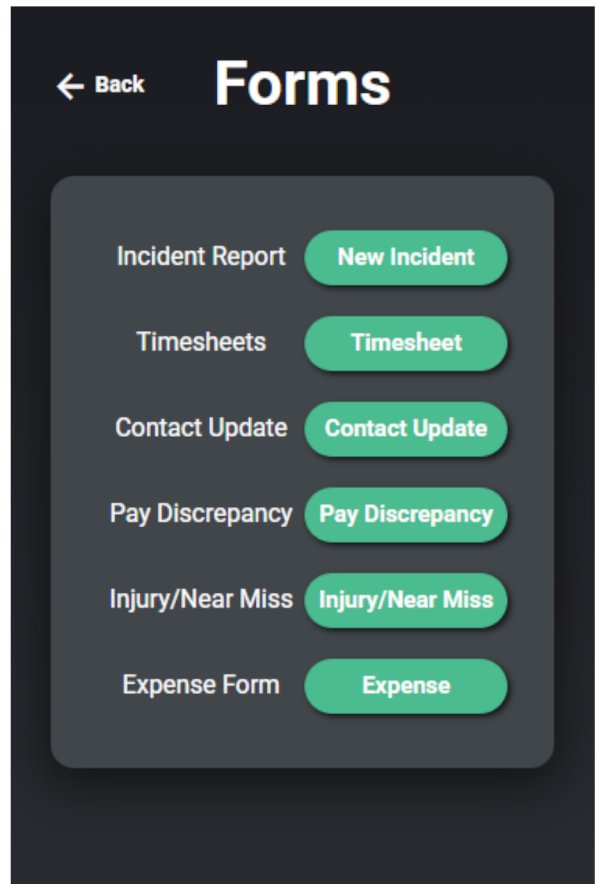 Back
Forms
Incident Report New Incident
Timesheets Timesheet
Contact Update Contact Update
Pay Discrepancy Pay Discrepancy
Injury/Near Miss Injury/Near Miss
Expense Form Expense